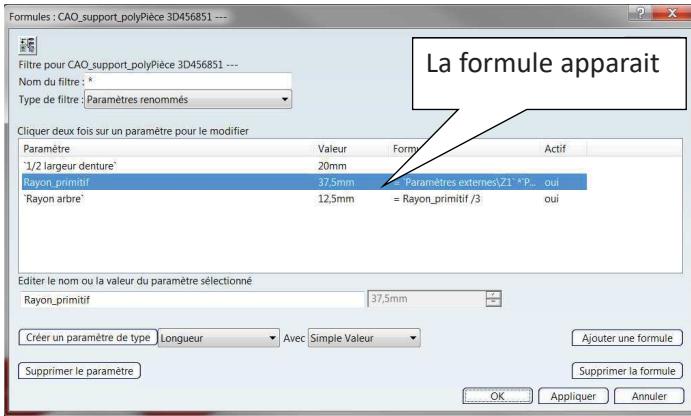 Formules : CAO_support_polyPièce 3D456851 ---
La formule apparait
Filtre pour CAO_support_polyPièce 3D456851 ---
Nom du filtre : *
Type de filtre : Paramètres renommés
Cliquer deux fois sur un paramètre pour le modifier
Paramètre Valeur Actif
`1/2 largeur denture` 20mm
Rayon_primitif 37,5mm = `Paramètres externes\Z1` *`P... oui
`Rayon arbre` 12,5mm = Rayon_primitif /3 oui
Editer le nom ou la valeur du paramètre sélectionné
Rayon_primitif 37,5mm
Créer un paramètre de type Longueur Avec Simple Valeur Ajouter une formule
Supprimer le paramètre Supprimer la formule
OK Appliquer Annuler